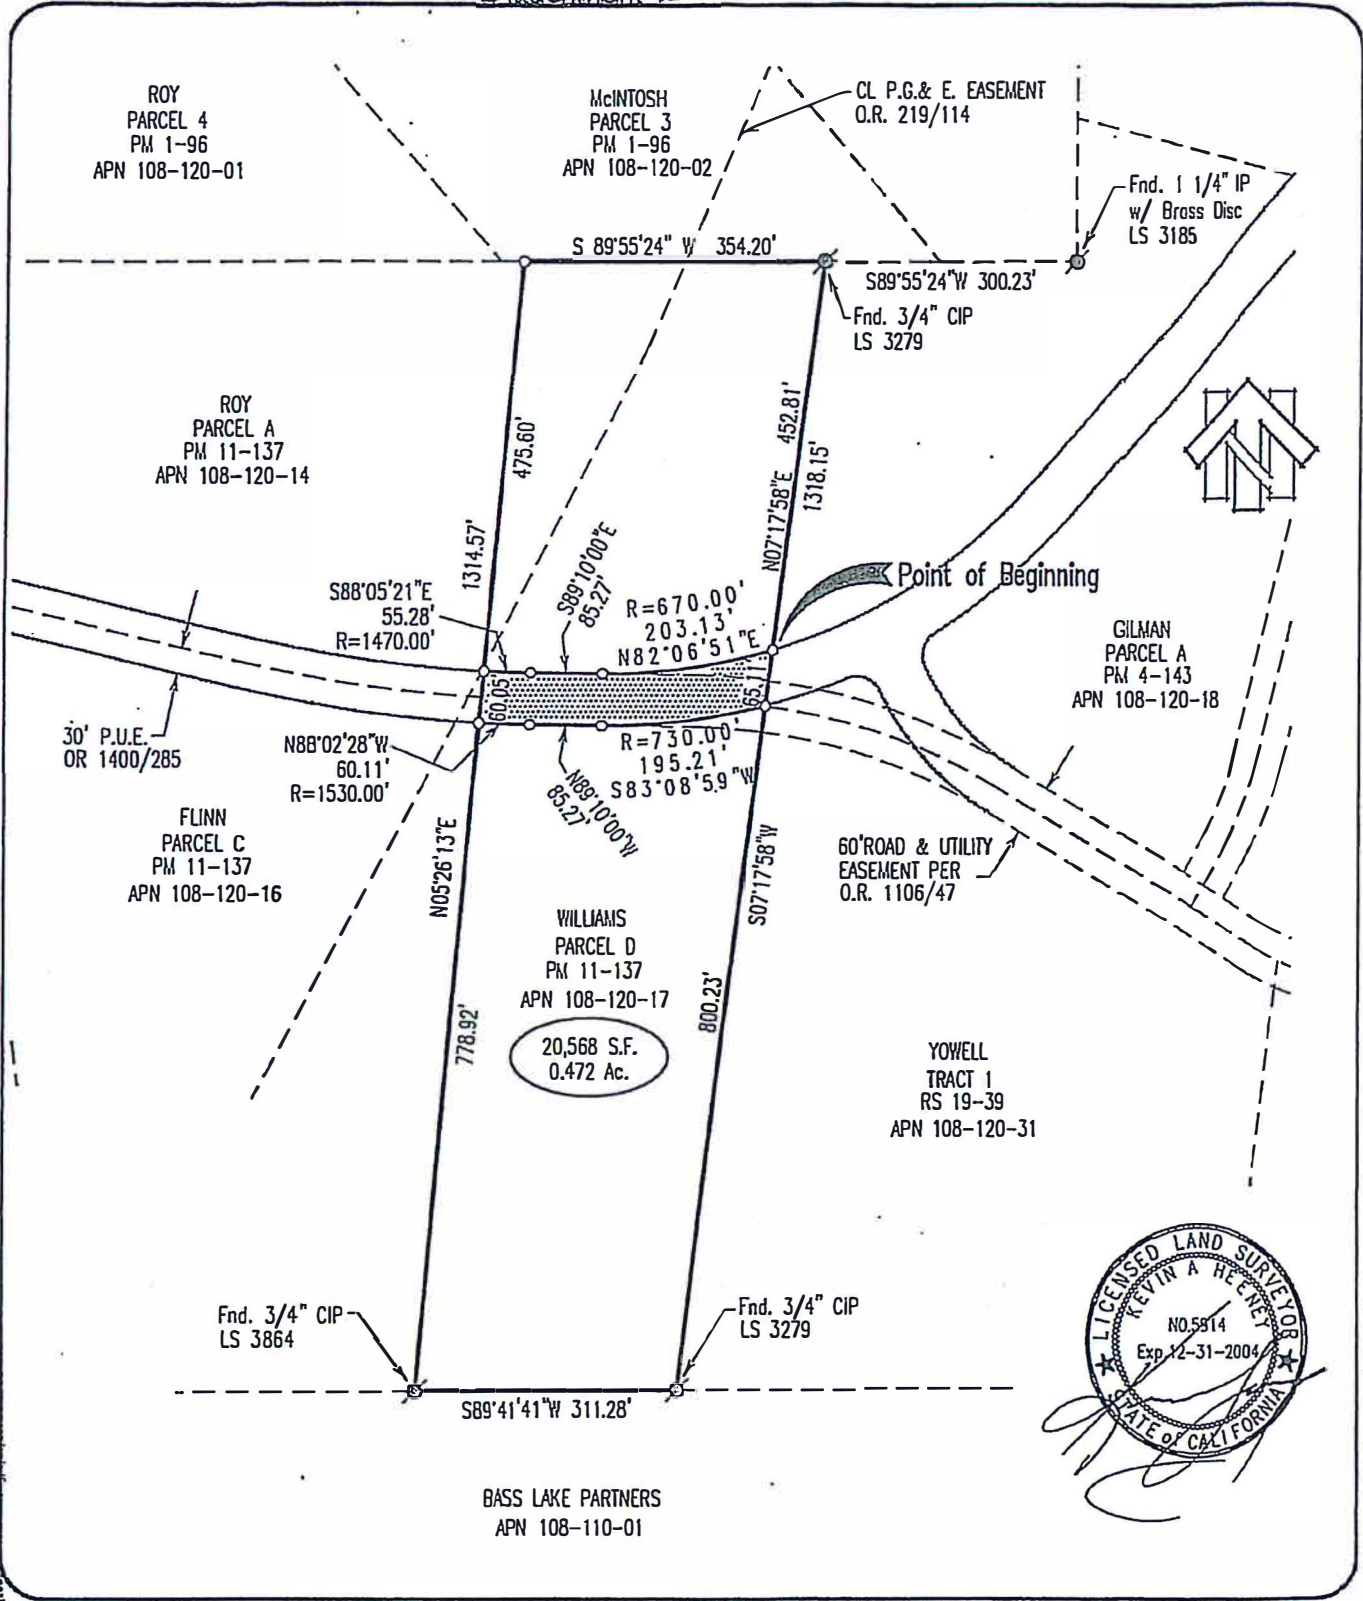 ROY
PARCEL 4
PM 1-96
APN 108-120-01
McINTOSH
PARCEL 3
PM 1-96
APN 108-120-02
CL P.G.& E. EASEMENT
O.R. 219/114
Fnd. 1 1/4" IP
w/ Brass Disc
LS 3185
S 89°55'24" W 354.20'
S89°55'24"W 300.23'
Fnd. 3/4" CIP
LS 3279
ROY
PARCEL A
PM 11-137
APN 108-120-14
475.60'
1314.57'
452.81'
N07°17'58"E
1318.15'
Point of Beginning
S88°05'21"E
55.28'
R=1470.00'
S89°10'00"E
85.27'
R=670.00'
203.13'
N82°06'51"E
GILMAN
PARCEL A
PM 4-143
APN 108-120-18
60.05'
65.11'
30' P.U.E.
OR 1400/285
N88°02'28"W
60.11'
R=1530.00'
N89°10'00"W
85.27'
R=730.00'
195.21'
S83°08'59"W
FLINN
PARCEL C
PM 11-137
APN 108-120-16
N05°26'13"E
778.92'
S07°17'58"W
800.23'
60'ROAD & UTILITY
EASEMENT PER
O.R. 1106/47
WILLIAMS
PARCEL D
PM 11-137
APN 108-120-17
20,568 S.F.
0.472 Ac.
YOWELL
TRACT 1
RS 19-39
APN 108-120-31
Fnd. 3/4" CIP
LS 3864
Fnd. 3/4" CIP
LS 3279
S89°41'41"W 311.28'
LICENSED LAND SURVEYOR
KEVIN A HEENEY
NO.5914
Exp.12-31-2004
STATE of CALIFORNIA
BASS LAKE PARTNERS
APN 108-110-01